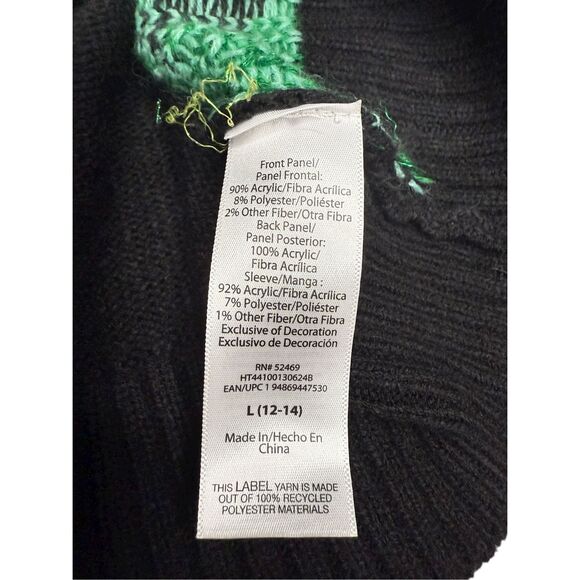 Front Panel/
Panel Frontal:
90% Acrylic/Fibra Acrílica
8% Polyester/Poliéster
2% Other Fiber/Otra Fibra
Back Panel/
Panel Posterior:
100% Acrylic/
Fibra Acrílica
Sleeve/Manga :
92% Acrylic/Fibra Acrílica
7% Polyester/Poliéster
1% Other Fiber/Otra Fibra
Exclusive of Decoration
Exclusivo de Decoración
RN# 52469
HT44100130624B
EAN/UPC 1 94869447530
L (12-14)
Made In/Hecho En
China
THIS LABEL YARN IS MADE
OUT OF 100% RECYCLED
POLYESTER MATERIALS